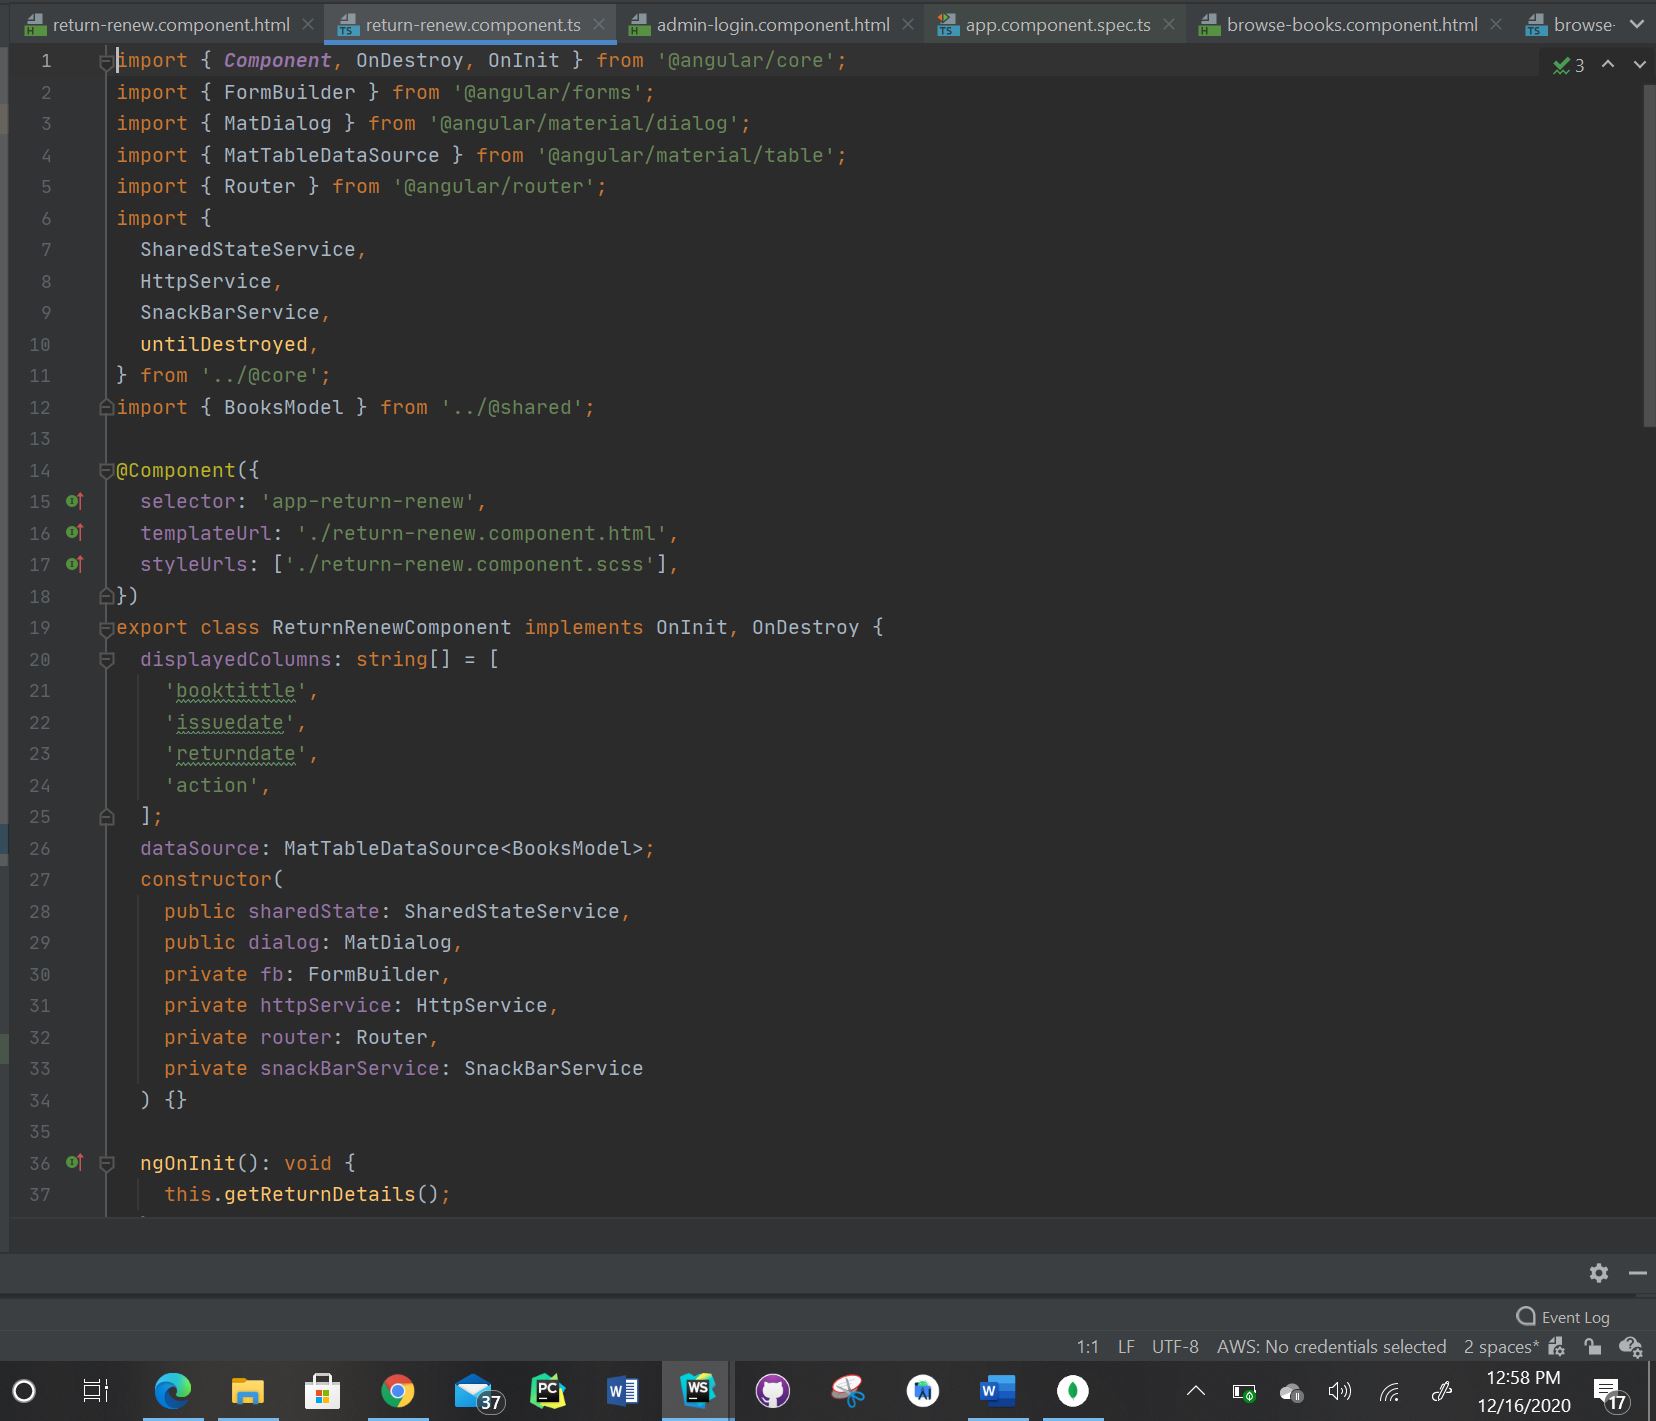 return-renew.component.html
return-renew.component.ts
admin-login.component.html
app.component.spec.ts
browse-books.component.html
browse-
3
1 import { Component, OnDestroy, OnInit } from '@angular/core';
2 import { FormBuilder } from '@angular/forms';
3 import { MatDialog } from '@angular/material/dialog';
4 import { MatTableDataSource } from '@angular/material/table';
5 import { Router } from '@angular/router';
6 import {
7 SharedStateService,
8 HttpService,
9 SnackBarService,
10 untilDestroyed,
11 } from '../@core';
12 import { BooksModel } from '../@shared';
13
14 @Component({
15 selector: 'app-return-renew',
16 templateUrl: './return-renew.component.html',
17 styleUrls: ['./return-renew.component.scss'],
18 })
19 export class ReturnRenewComponent implements OnInit, OnDestroy {
20 displayedColumns: string[] = [
21 'booktittle',
22 'issuedate',
23 'returndate',
24 'action',
25 ];
26 dataSource: MatTableDataSource<BooksModel>;
27 constructor(
28 public sharedState: SharedStateService,
29 public dialog: MatDialog,
30 private fb: FormBuilder,
31 private httpService: HttpService,
32 private router: Router,
33 private snackBarService: SnackBarService
34 ) {}
35
36 ngOnInit(): void {
37 this.getReturnDetails();
Event Log
1:1 LF UTF-8 AWS: No credentials selected 2 spaces*
37
PC
W
WS
AI
W
12:58 PM
12/16/2020
17